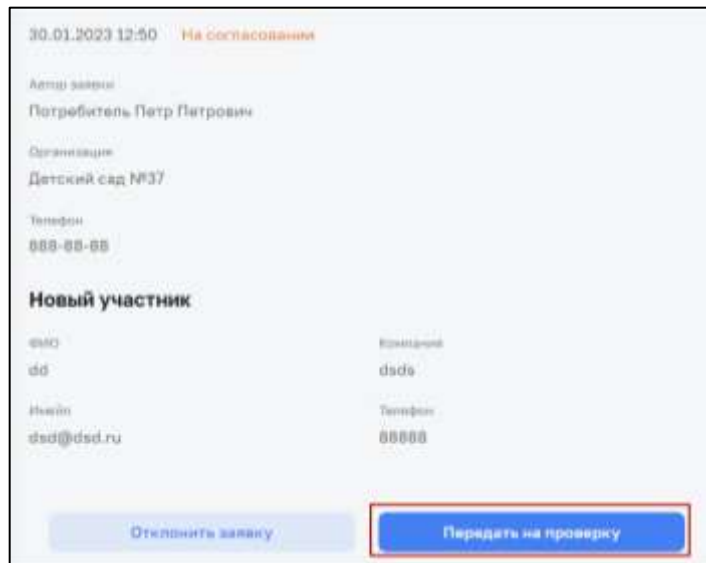 30.01.2023 12:50 На согласовании
Автор заявки
Потребитель Петр Петрович
Организация
Детский сад №37
Телефон
888-88-88
Новый участник
ФИО Компания
dd dsds
Имейл Телефон
dsd@dsd.ru 88888
Отклонить заявку Передать на проверку